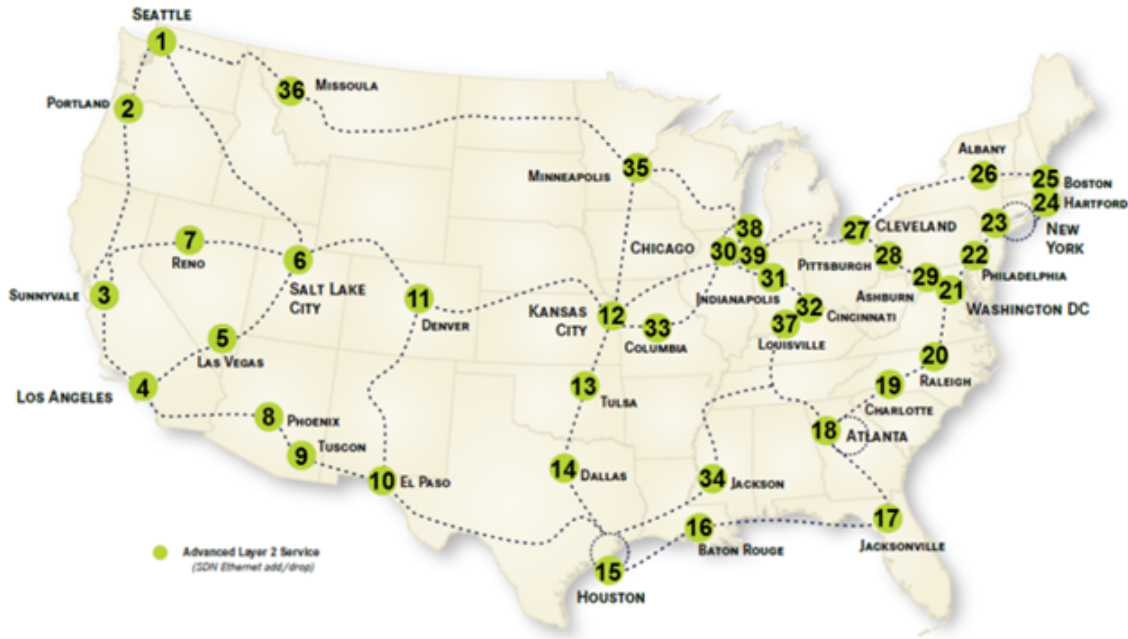 SEATTLE
1
36
MISSOULA
PORTLAND
2
ALBANY
35
MINNEAPOLIS
26
25
BOSTON
24
HARTFORD
38
27
CLEVELAND
23
NEW
YORK
7
RENO
6
CHICAGO
30
39
PITTSBURGH
28
22
PHILADELPHIA
31
29
ASHBURN
21
WASHINGTON DC
SUNNYVALE
3
SALT LAKE
CITY
11
DENVER
KANSAS
CITY
12
INDIANAPOLIS
32
CINCINNATI
33
COLUMBIA
37
LOUISVILLE
5
LAS VEGAS
20
RALEIGH
LOS ANGELES
4
13
TULSA
19
CHARLOTTE
8
PHOENIX
18
ATLANTA
9
TUSCON
10
EL PASO
14
DALLAS
34
JACKSON
16
BATON ROUGE
17
JACKSONVILLE
15
HOUSTON
Advanced Layer 2 Service
(SDN Ethernet add/drop)